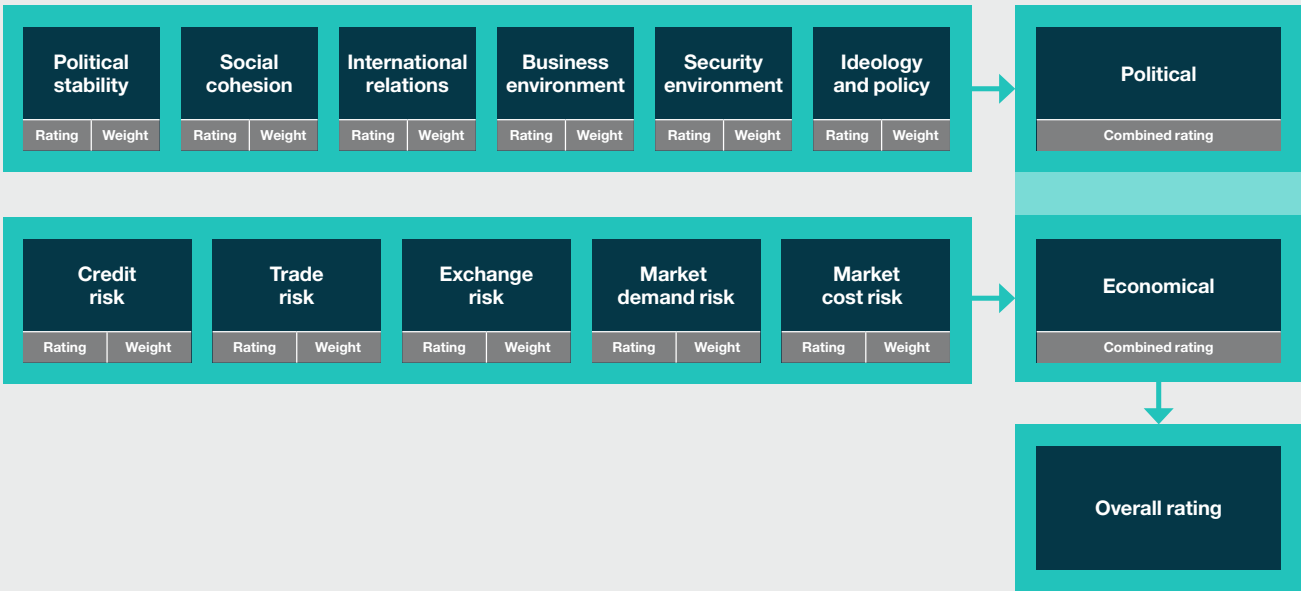 Political
stability
Rating Weight
Social
cohesion
Rating Weight
International
relations
Rating Weight
Business
environment
Rating Weight
Security
environment
Rating Weight
Ideology
and policy
Rating Weight
Political
Combined rating
Credit
risk
Rating Weight
Trade
risk
Rating Weight
Exchange
risk
Rating Weight
Market
demand risk
Rating Weight
Market
cost risk
Rating Weight
Economical
Combined rating
Overall rating